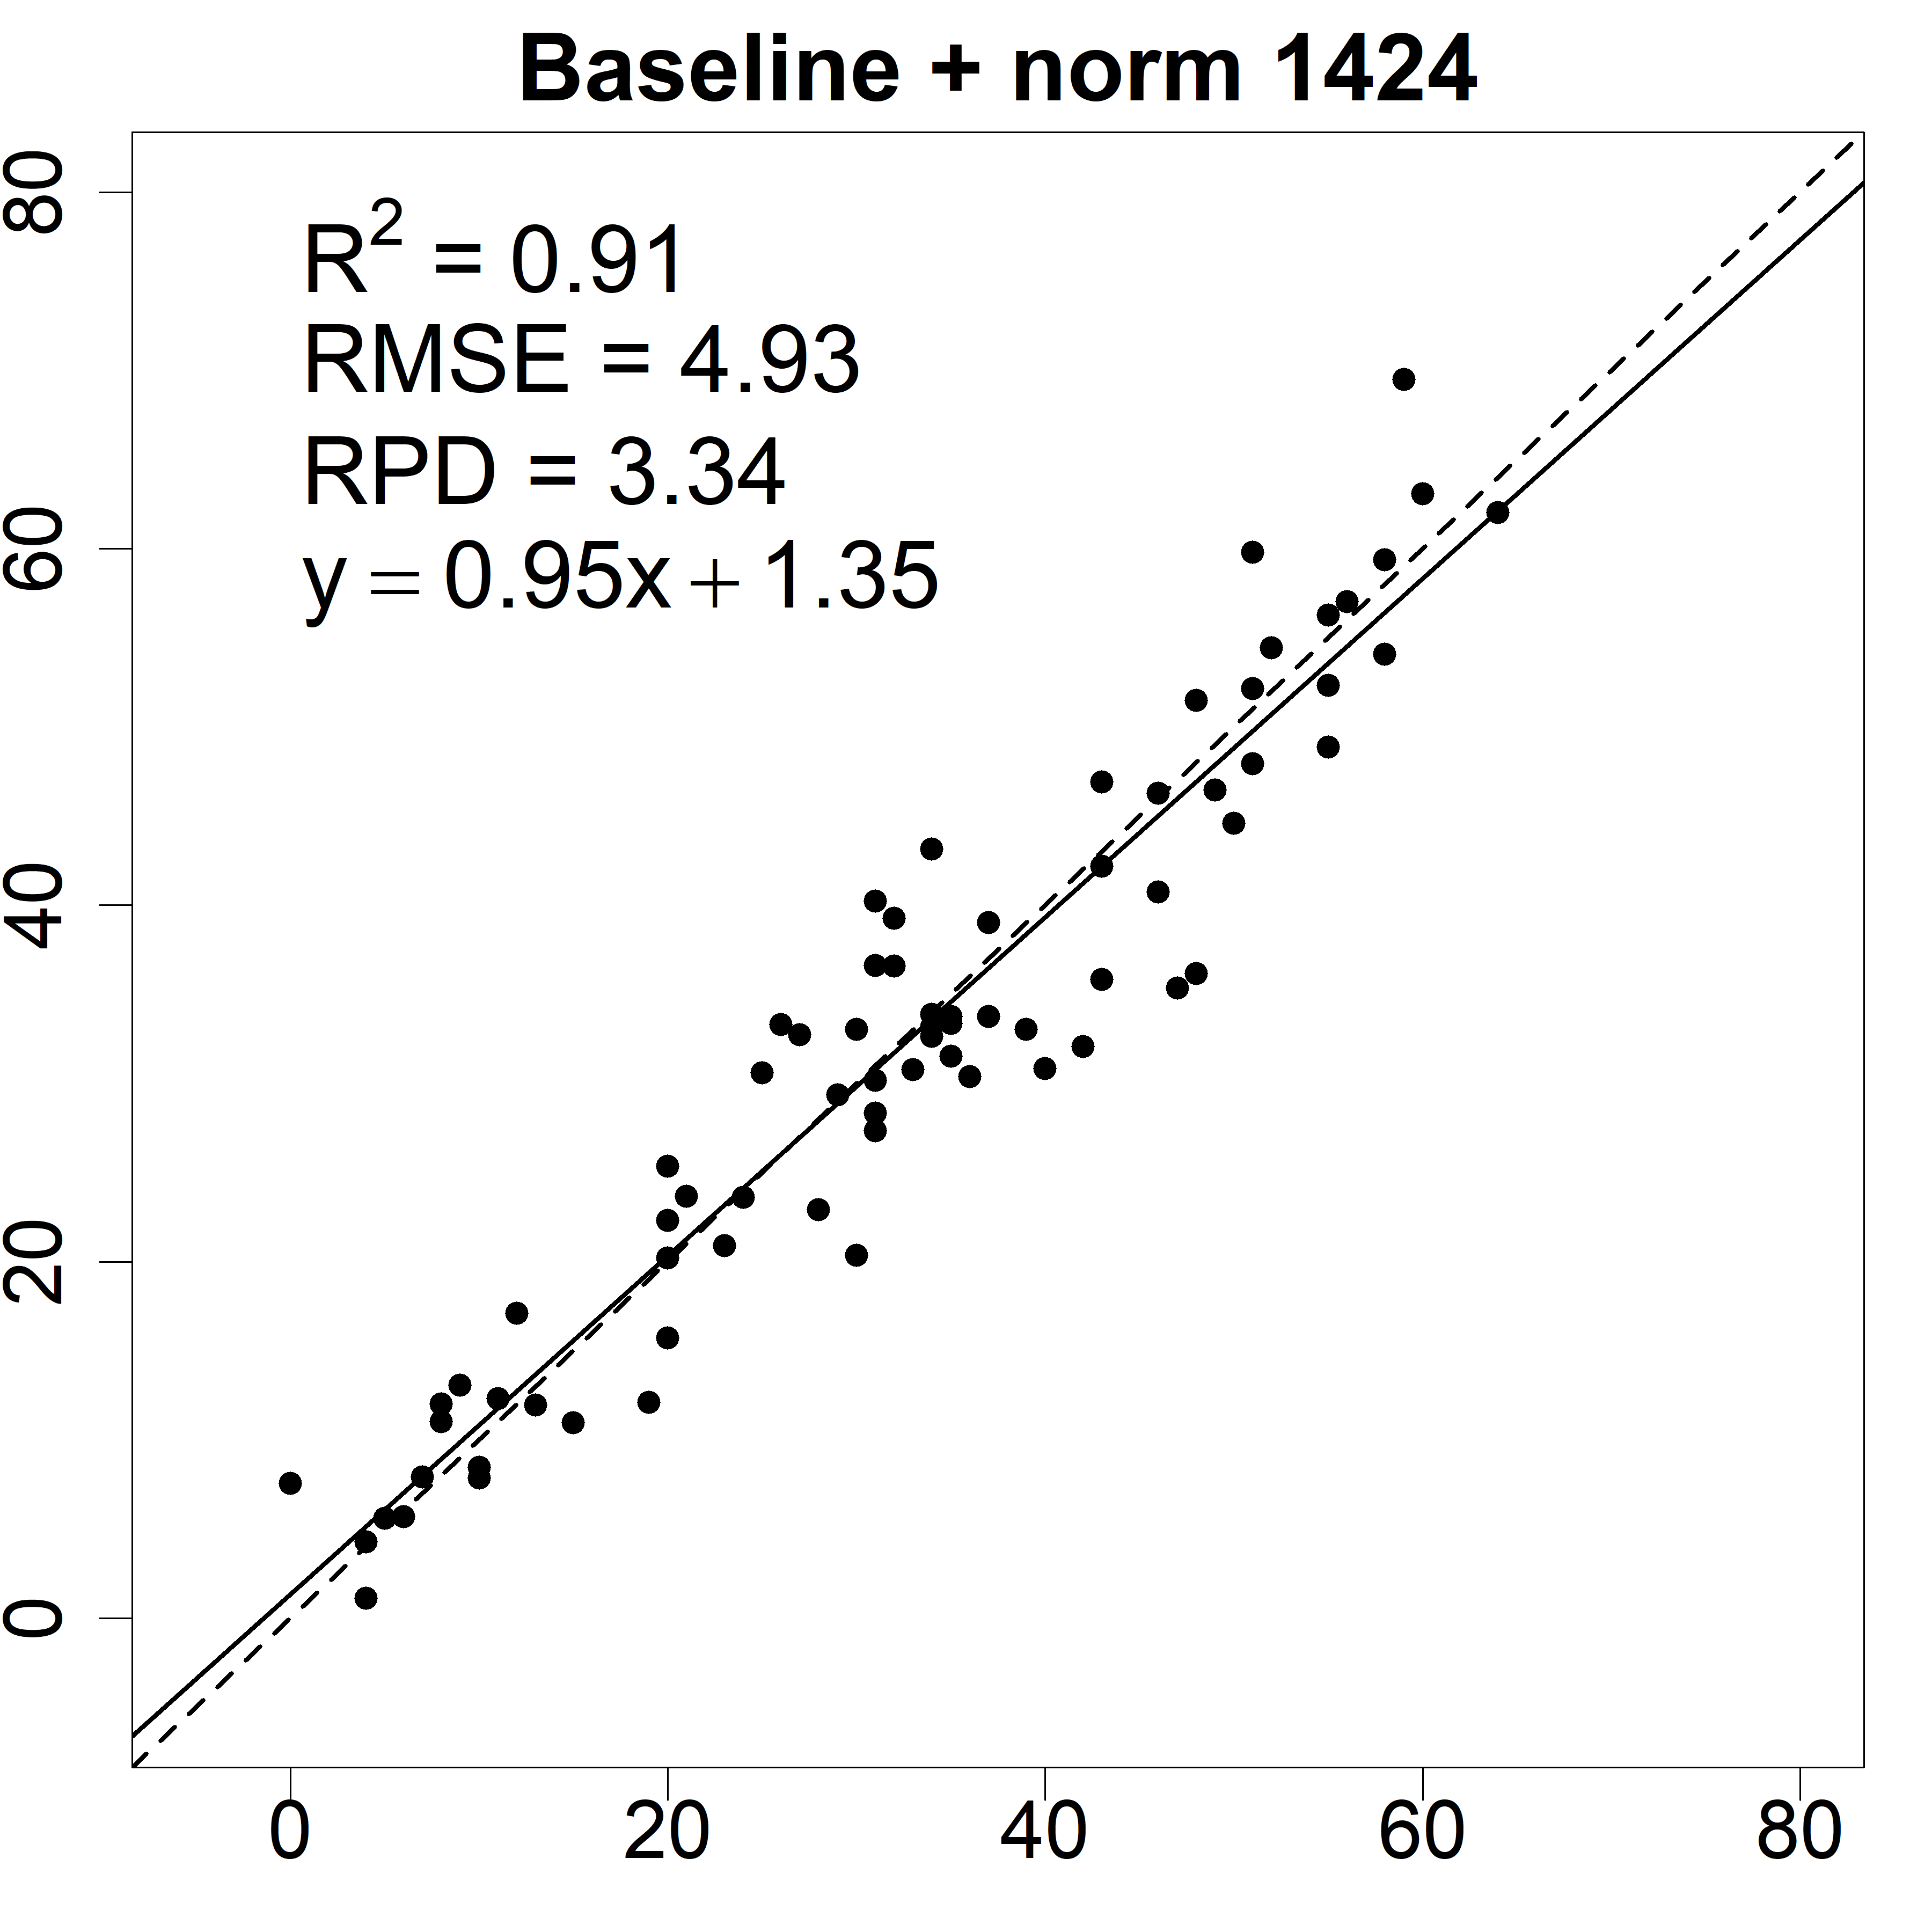 Baseline + norm 1424
R² = 0.91
RMSE = 4.93
RPD = 3.34
y = 0.95x + 1.35
80
60
40
20
0
0 20 40 60 80